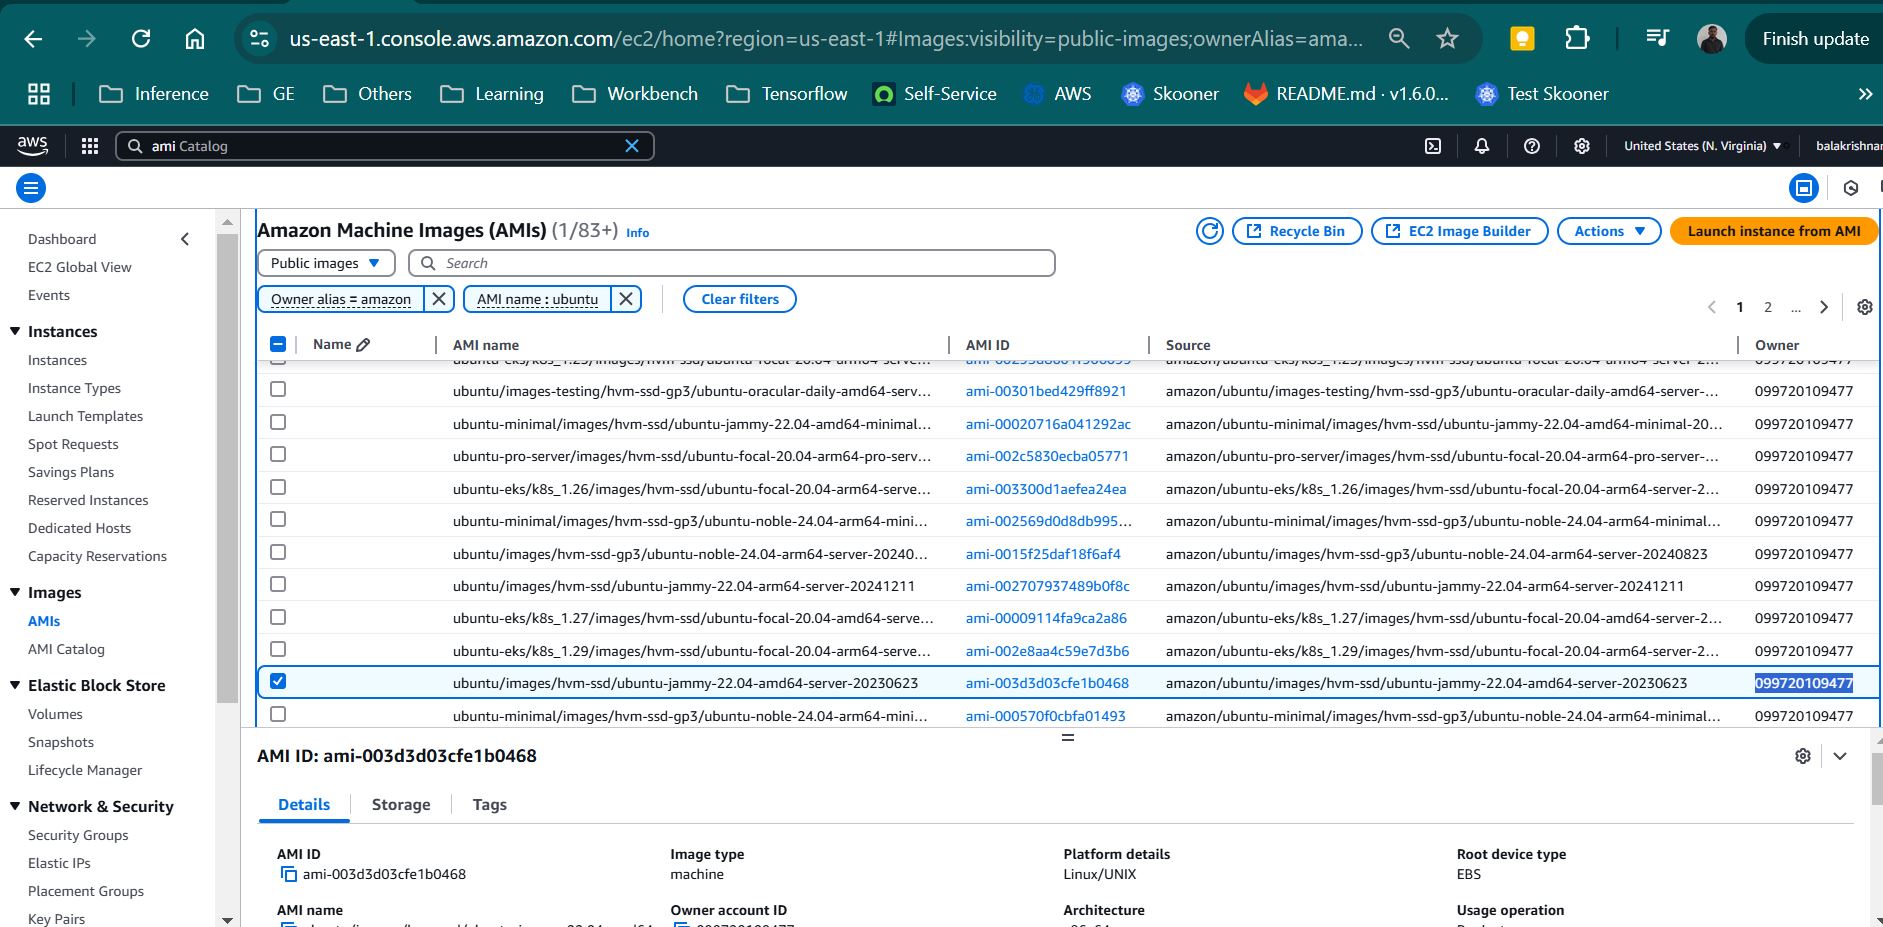 us-east-1.console.aws.amazon.com/ec2/home?region=us-east-1#Images:visibility=public-images;ownerAlias=ama...
Finish update
Inference GE Others Learning Workbench Tensorflow Self-Service AWS Skooner README.md · v1.6.0... Test Skooner
aws ami Catalog United States (N. Virginia) balakrishnan
Dashboard
EC2 Global View
Events
Instances
Instances
Instance Types
Launch Templates
Spot Requests
Savings Plans
Reserved Instances
Dedicated Hosts
Capacity Reservations
Images
AMIs
AMI Catalog
Elastic Block Store
Volumes
Snapshots
Lifecycle Manager
Network & Security
Security Groups
Elastic IPs
Placement Groups
Key Pairs
Amazon Machine Images (AMIs) (1/83+) Info
Recycle Bin EC2 Image Builder Actions Launch instance from AMI
Public images Search
Owner alias = amazon AMI name : ubuntu Clear filters
1 2 ...
Name AMI name AMI ID Source Owner
ubuntu/images-testing/hvm-ssd-gp3/ubuntu-oracular-daily-amd64-serv... ami-00301bed429ff8921 amazon/ubuntu/images-testing/hvm-ssd-gp3/ubuntu-oracular-daily-amd64-server-... 099720109477
ubuntu-minimal/images/hvm-ssd/ubuntu-jammy-22.04-amd64-minimal... ami-00020716a041292ac amazon/ubuntu-minimal/images/hvm-ssd/ubuntu-jammy-22.04-amd64-minimal-20... 099720109477
ubuntu-pro-server/images/hvm-ssd/ubuntu-focal-20.04-arm64-pro-serv... ami-002c5830ecba05771 amazon/ubuntu-pro-server/images/hvm-ssd/ubuntu-focal-20.04-arm64-pro-server-... 099720109477
ubuntu-eks/k8s_1.26/images/hvm-ssd/ubuntu-focal-20.04-arm64-serve... ami-003300d1aefea24ea amazon/ubuntu-eks/k8s_1.26/images/hvm-ssd/ubuntu-focal-20.04-arm64-server-2... 099720109477
ubuntu-minimal/images/hvm-ssd-gp3/ubuntu-noble-24.04-arm64-mini... ami-002569d0d8db995... amazon/ubuntu-minimal/images/hvm-ssd-gp3/ubuntu-noble-24.04-arm64-minimal... 099720109477
ubuntu/images/hvm-ssd-gp3/ubuntu-noble-24.04-arm64-server-20240... ami-0015f25daf18f6af4 amazon/ubuntu/images/hvm-ssd-gp3/ubuntu-noble-24.04-arm64-server-20240823 099720109477
ubuntu/images/hvm-ssd/ubuntu-jammy-22.04-arm64-server-20241211 ami-002707937489b0f8c amazon/ubuntu/images/hvm-ssd/ubuntu-jammy-22.04-arm64-server-20241211 099720109477
ubuntu-eks/k8s_1.27/images/hvm-ssd/ubuntu-focal-20.04-amd64-serve... ami-00009114fa9ca2a86 amazon/ubuntu-eks/k8s_1.27/images/hvm-ssd/ubuntu-focal-20.04-amd64-server-2... 099720109477
ubuntu-eks/k8s_1.29/images/hvm-ssd/ubuntu-focal-20.04-amd64-serve... ami-002e8aa4c59e7d3b6 amazon/ubuntu-eks/k8s_1.29/images/hvm-ssd/ubuntu-focal-20.04-amd64-server-2... 099720109477
ubuntu/images/hvm-ssd/ubuntu-jammy-22.04-amd64-server-20230623 ami-003d3d03cfe1b0468 amazon/ubuntu/images/hvm-ssd/ubuntu-jammy-22.04-amd64-server-20230623 099720109477
ubuntu-minimal/images/hvm-ssd-gp3/ubuntu-noble-24.04-arm64-mini... ami-000570f0cbfa01493 amazon/ubuntu-minimal/images/hvm-ssd-gp3/ubuntu-noble-24.04-arm64-minimal... 099720109477
AMI ID: ami-003d3d03cfe1b0468
Details Storage Tags
AMI ID Image type Platform details Root device type
ami-003d3d03cfe1b0468 machine Linux/UNIX EBS
AMI name Owner account ID Architecture Usage operation